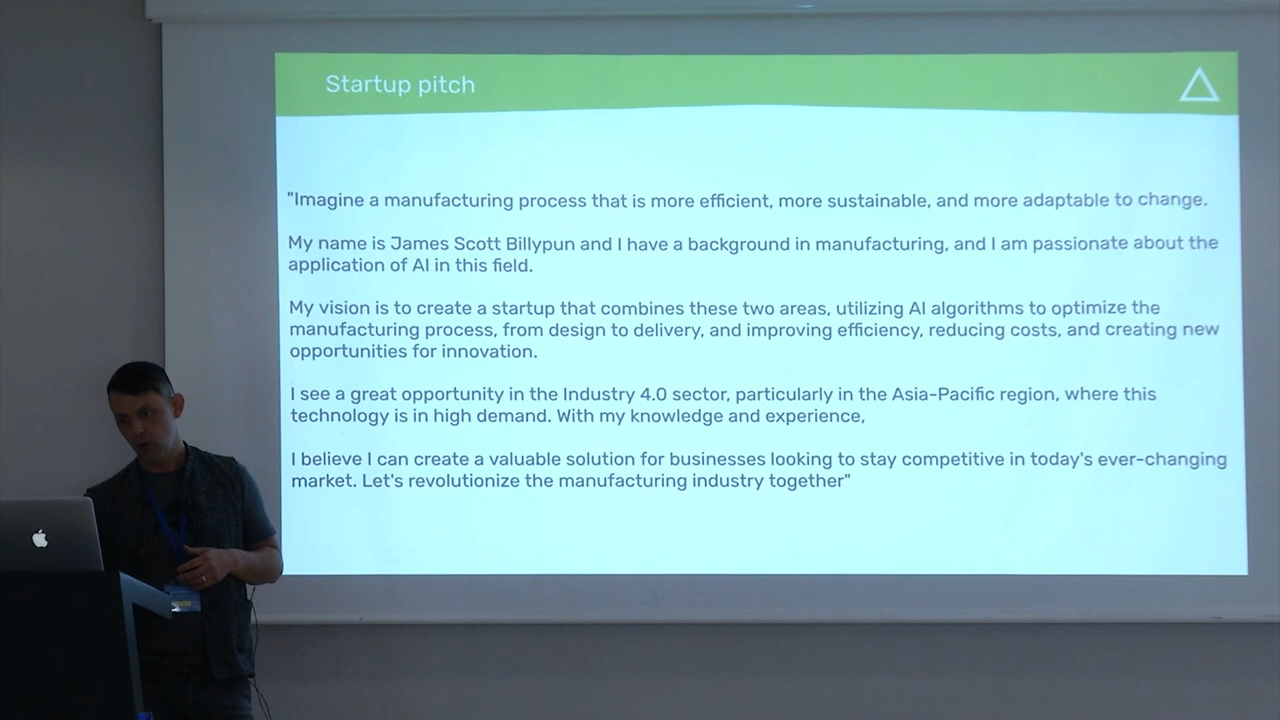 Startup pitch
"Imagine a manufacturing process that is more efficient, more sustainable, and more adaptable to change.
My name is James Scott Billypun and I have a background in manufacturing, and I am passionate about the
application of AI in this field.
My vision is to create a startup that combines these two areas, utilizing AI algorithms to optimize the
manufacturing process, from design to delivery, and improving efficiency, reducing costs, and creating new
opportunities for innovation.
I see a great opportunity in the Industry 4.0 sector, particularly in the Asia-Pacific region, where this
technology is in high demand. With my knowledge and experience,
I believe I can create a valuable solution for businesses looking to stay competitive in today's ever-changing
market. Let's revolutionize the manufacturing industry together"